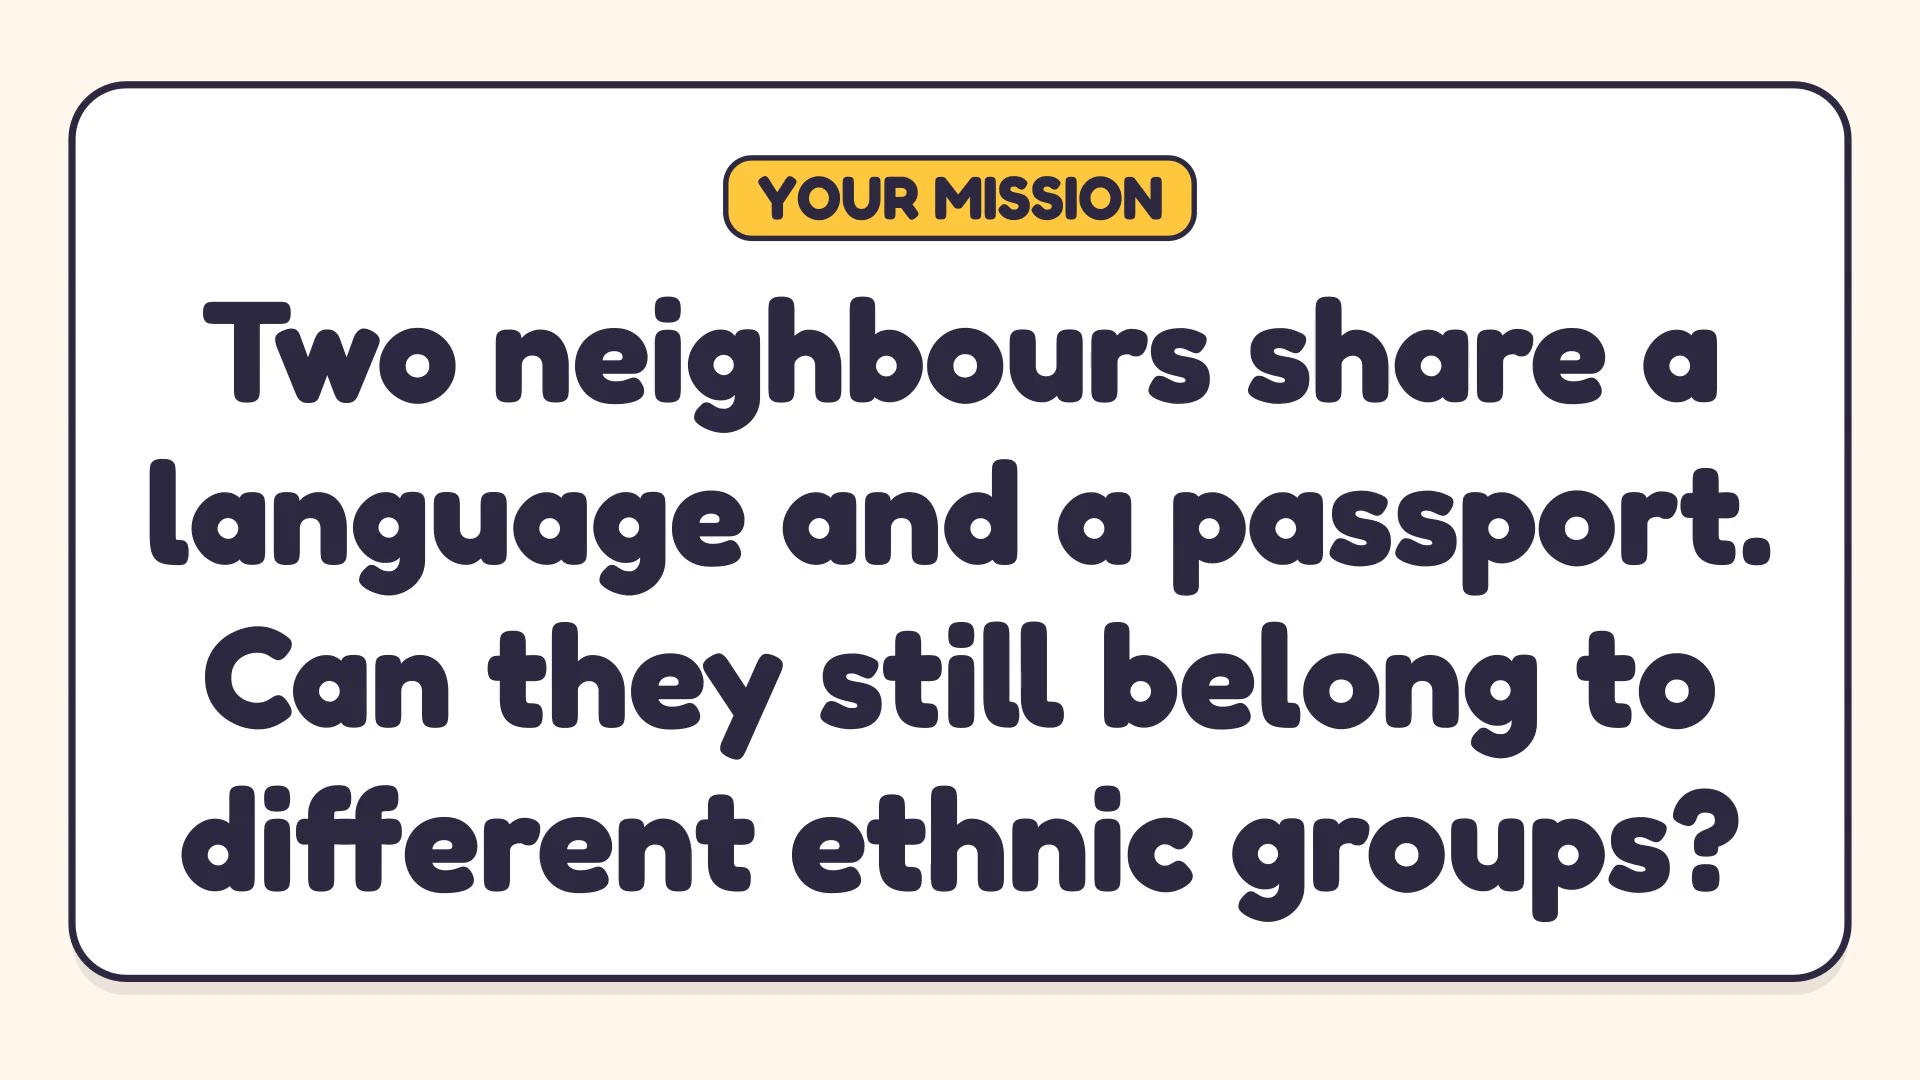 YOUR MISSION
Two neighbours share a
language and a passport.
Can they still belong to
different ethnic groups?